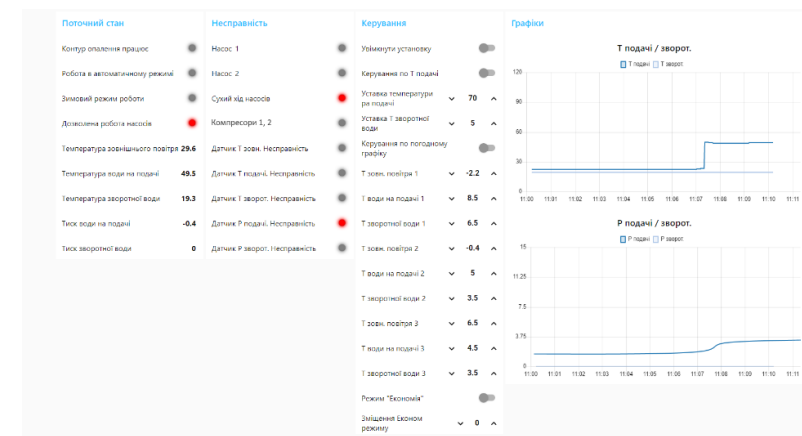 Поточний стан
Контур опалення працює
Робота в автоматичному режимі
Зимовий режим роботи
Дозволена робота насосів
Температура зовнішнього повітря 29.6
Температура води на подачі 49.5
Температура зворотної води 19.3
Тиск води на подачі -0.4
Тиск зворотної води 0
Несправність
Насос 1
Насос 2
Сухий хід насосів
Компресори 1, 2
Датчик Т зовн. Несправність
Датчик Т подачі. Несправність
Датчик Т зворот. Несправність
Датчик Р подачі. Несправність
Датчик Р зворот. Несправність
Керування
Увімкнути установку
Керування по Т подачі
Уставка температури
ра подачі 70
Уставка Т зворотної
води 5
Керування по погодному
графіку
Т зовн. повітря 1 -2.2
Т води на подачі 1 8.5
Т зворотної води 1 6.5
Т зовн. повітря 2 -0.4
Т води на подачі 2 5
Т зворотної води 2 3.5
Т зовн. повітря 3 6.5
Т води на подачі 3 4.5
Т зворотної води 3 3.5
Режим "Економія"
Зміщення Економ
режиму 0
Графіки
Т подачі / зворот.
Т подачі Т зворот.
120
90
60
30
0
11:00 11:01 11:02 11:03 11:04 11:05 11:06 11:07 11:08 11:09 11:10 11:11
Р подачі / зворот.
Р подачі Р зворот.
15
11.25
7.5
3.75
0
11:00 11:01 11:02 11:03 11:04 11:05 11:06 11:07 11:08 11:09 11:10 11:11